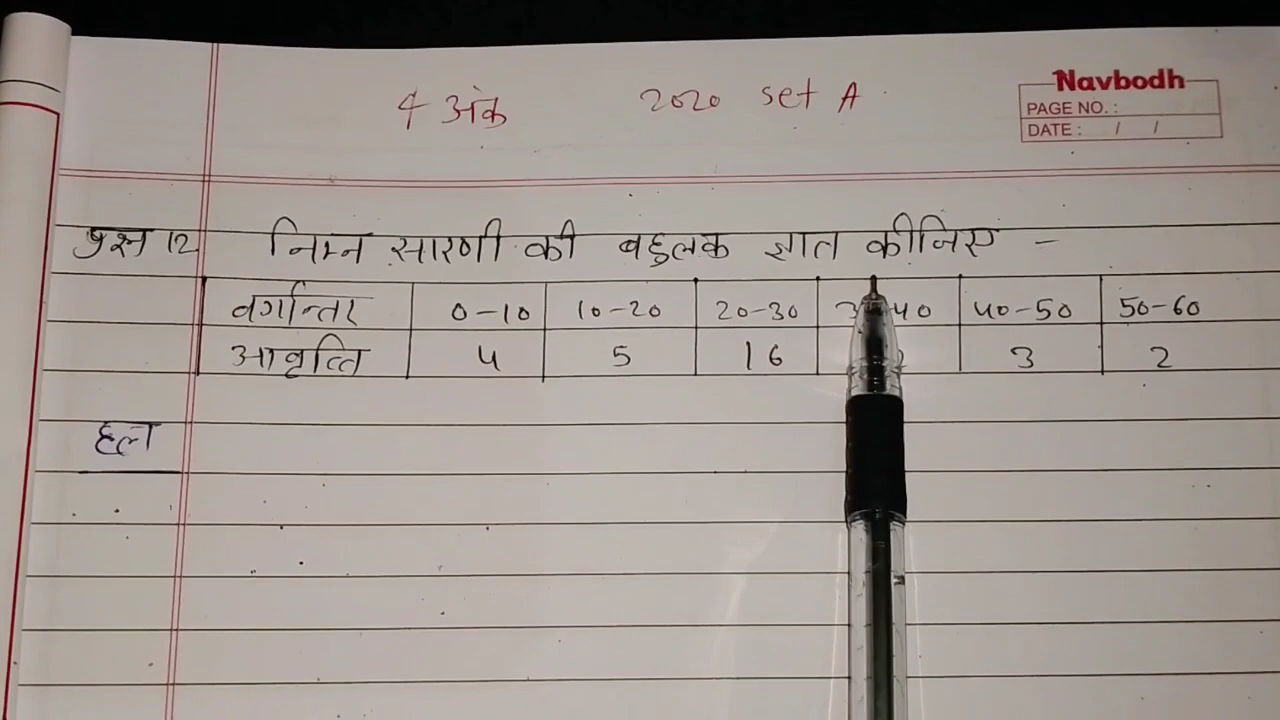 4 अंक 2020 set A
Navbodh
PAGE NO. :
DATE : / /
प्रश्न 12 निम्न सारणी की बहुलक ज्ञात कीजिए -
वर्गान्तर 0-10 10-20 20-30 40-50 50-60
आवृत्ति 4 5 16 3 2
हल